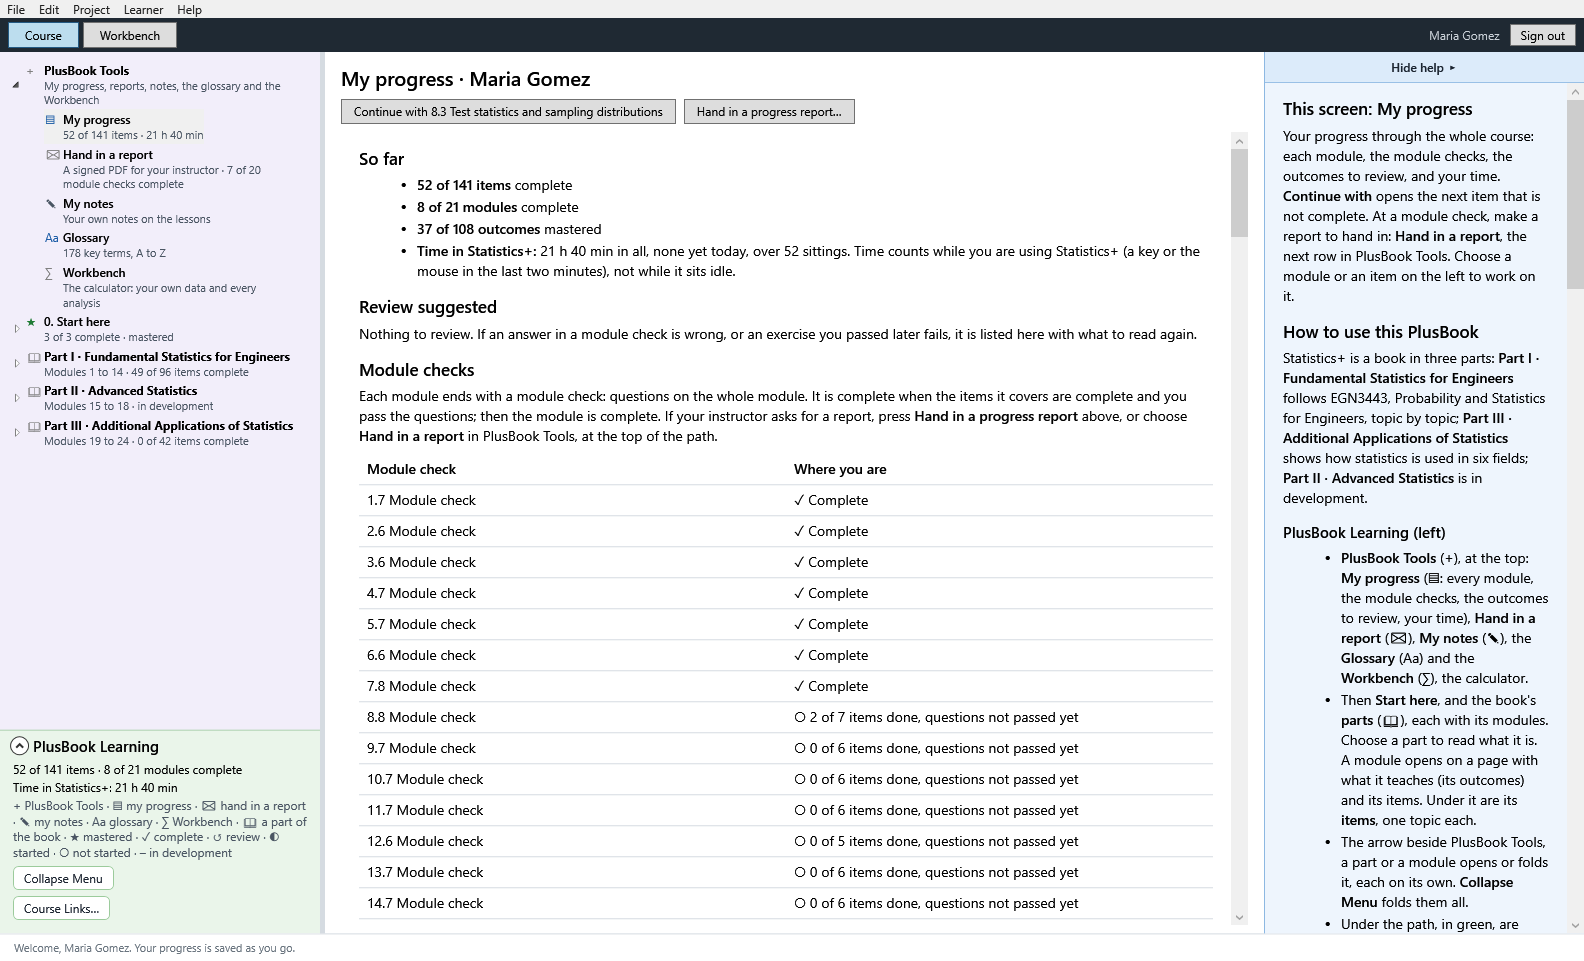 File Edit Project Learner Help
Course Workbench Maria Gomez Sign out
+ PlusBook Tools
My progress, reports, notes, the glossary and the
Workbench
My progress
52 of 141 items · 21 h 40 min
Hand in a report
A signed PDF for your instructor · 7 of 20
module checks complete
My notes
Your own notes on the lessons
Aa Glossary
178 key terms, A to Z
∑ Workbench
The calculator: your own data and every
analysis
★ 0. Start here
3 of 3 complete · mastered
Part I · Fundamental Statistics for Engineers
Modules 1 to 14 · 49 of 96 items complete
Part II · Advanced Statistics
Modules 15 to 18 · in development
Part III · Additional Applications of Statistics
Modules 19 to 24 · 0 of 42 items complete
PlusBook Learning
52 of 141 items · 8 of 21 modules complete
Time in Statistics+: 21 h 40 min
+ PlusBook Tools · ▤ my progress · ✉ hand in a report
· ✎ my notes · Aa glossary · ∑ Workbench · 🕮 a part of
the book · ★ mastered · ✓ complete · ↺ review · ◐
started · ○ not started · – in development
Collapse Menu
Course Links...
My progress · Maria Gomez
Continue with 8.3 Test statistics and sampling distributions Hand in a progress report...
So far
• 52 of 141 items complete
• 8 of 21 modules complete
• 37 of 108 outcomes mastered
• Time in Statistics+: 21 h 40 min in all, none yet today, over 52 sittings. Time counts while you are using Statistics+ (a key or the
mouse in the last two minutes), not while it sits idle.
Review suggested
Nothing to review. If an answer in a module check is wrong, or an exercise you passed later fails, it is listed here with what to read again.
Module checks
Each module ends with a module check: questions on the whole module. It is complete when the items it covers are complete and you
pass the questions; then the module is complete. If your instructor asks for a report, press Hand in a progress report above, or choose
Hand in a report in PlusBook Tools, at the top of the path.
Module check Where you are
1.7 Module check ✓ Complete
2.6 Module check ✓ Complete
3.6 Module check ✓ Complete
4.7 Module check ✓ Complete
5.7 Module check ✓ Complete
6.6 Module check ✓ Complete
7.8 Module check ✓ Complete
8.8 Module check ○ 2 of 7 items done, questions not passed yet
9.7 Module check ○ 0 of 6 items done, questions not passed yet
10.7 Module check ○ 0 of 6 items done, questions not passed yet
11.7 Module check ○ 0 of 6 items done, questions not passed yet
12.6 Module check ○ 0 of 5 items done, questions not passed yet
13.7 Module check ○ 0 of 6 items done, questions not passed yet
14.7 Module check ○ 0 of 6 items done, questions not passed yet
Hide help ▸
This screen: My progress
Your progress through the whole course:
each module, the module checks, the
outcomes to review, and your time.
Continue with opens the next item that is
not complete. At a module check, make a
report to hand in: Hand in a report, the
next row in PlusBook Tools. Choose a
module or an item on the left to work on
it.
How to use this PlusBook
Statistics+ is a book in three parts: Part I ·
Fundamental Statistics for Engineers
follows EGN3443, Probability and Statistics
for Engineers, topic by topic; Part III ·
Additional Applications of Statistics
shows how statistics is used in six fields;
Part II · Advanced Statistics is in
development.
PlusBook Learning (left)
• PlusBook Tools (+), at the top:
My progress (▤: every module,
the module checks, the outcomes
to review, your time), Hand in a
report (✉), My notes (✎), the
Glossary (Aa) and the
Workbench (∑), the calculator.
• Then Start here, and the book's
parts (🕮), each with its modules.
Choose a part to read what it is.
A module opens on a page with
what it teaches (its outcomes)
and its items. Under it are its
items, one topic each.
• The arrow beside PlusBook Tools,
a part or a module opens or folds
it, each on its own. Collapse
Menu folds them all.
• Under the path, in green, are
Welcome, Maria Gomez. Your progress is saved as you go.